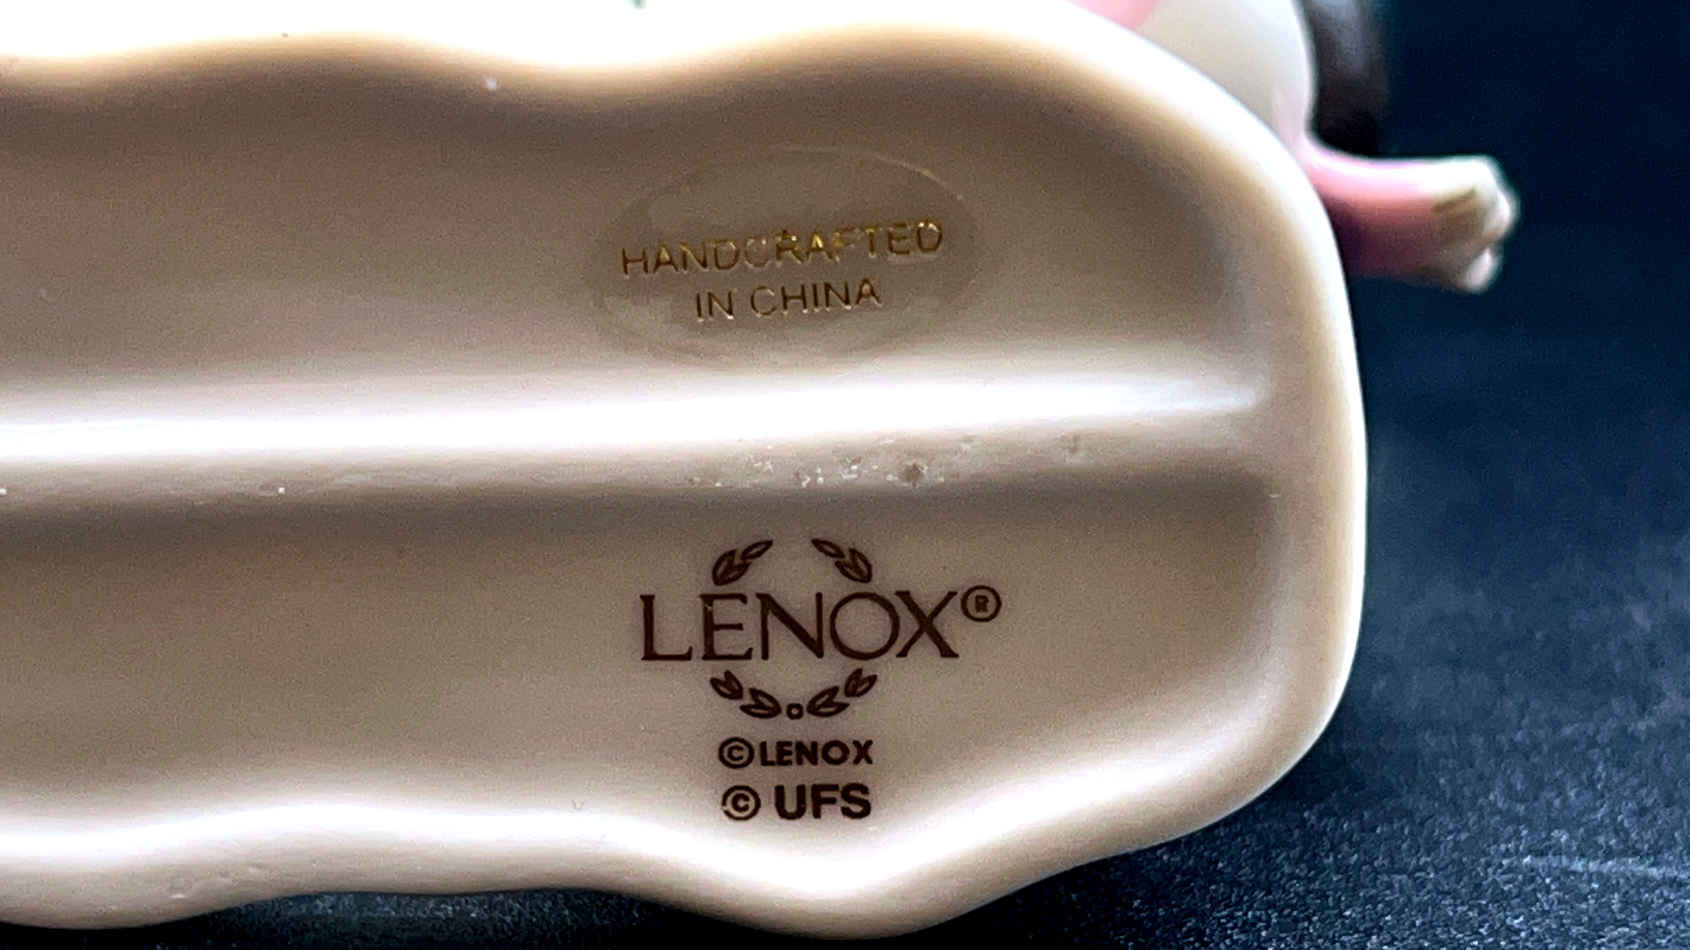 HANDCRAFTED
IN CHINA
LENOX®
©LENOX
© UFS